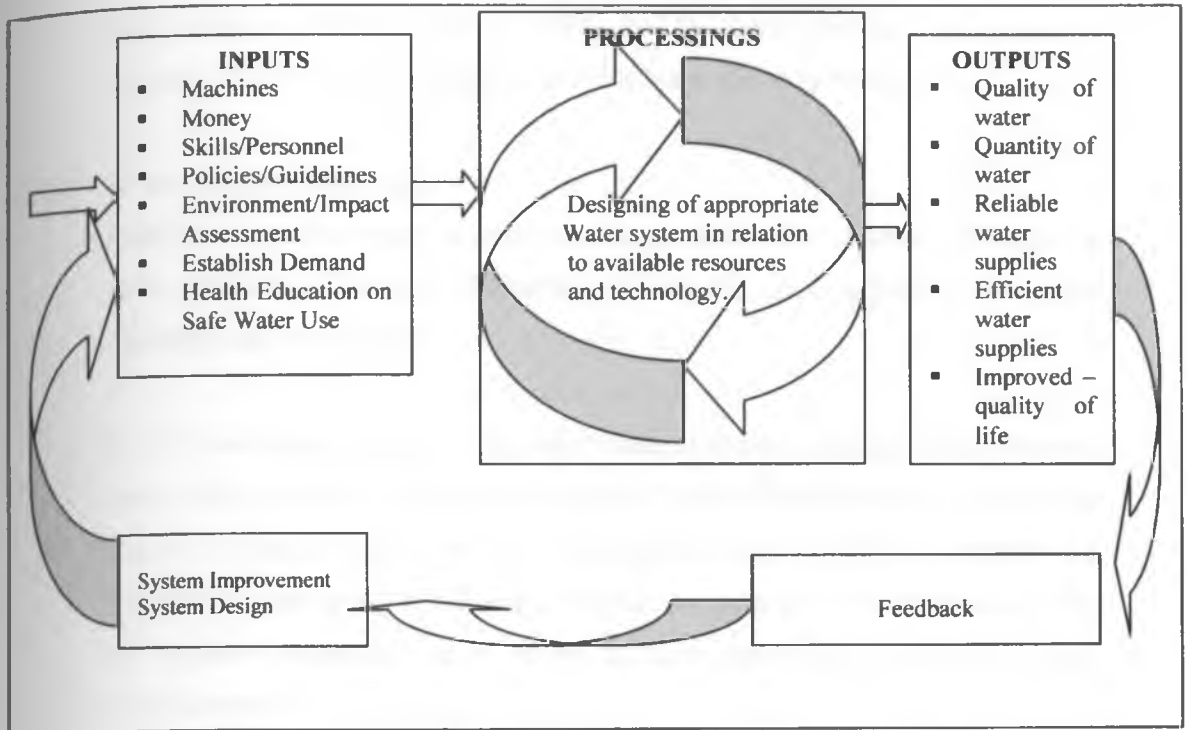 INPUTS
▪ Machines
▪ Money
▪ Skills/Personnel
▪ Policies/Guidelines
▪ Environment/Impact
Assessment
▪ Establish Demand
▪ Health Education on
Safe Water Use
PROCESSINGS
Designing of appropriate
Water system in relation
to available resources
and technology.
OUTPUTS
▪ Quality of
water
▪ Quantity of
water
▪ Reliable
water
supplies
▪ Efficient
water
supplies
▪ Improved –
quality of
life
System Improvement
System Design
Feedback